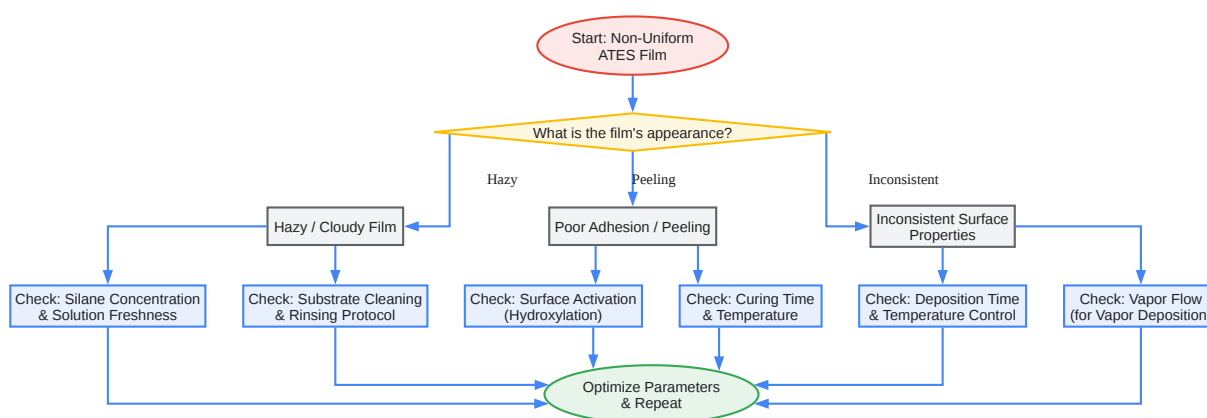 Start: Non-Uniform
ATES Film
What is the film's appearance?
Hazy
Peeling
Inconsistent
Hazy / Cloudy Film
Poor Adhesion / Peeling
Inconsistent Surface
Properties
Check: Silane Concentration
& Solution Freshness
Check: Substrate Cleaning
& Rinsing Protocol
Check: Surface Activation
(Hydroxylation)
Check: Curing Time
& Temperature
Check: Deposition Time
& Temperature Control
Check: Vapor Flow
(for Vapor Deposition
Optimize Parameters
& Repeat